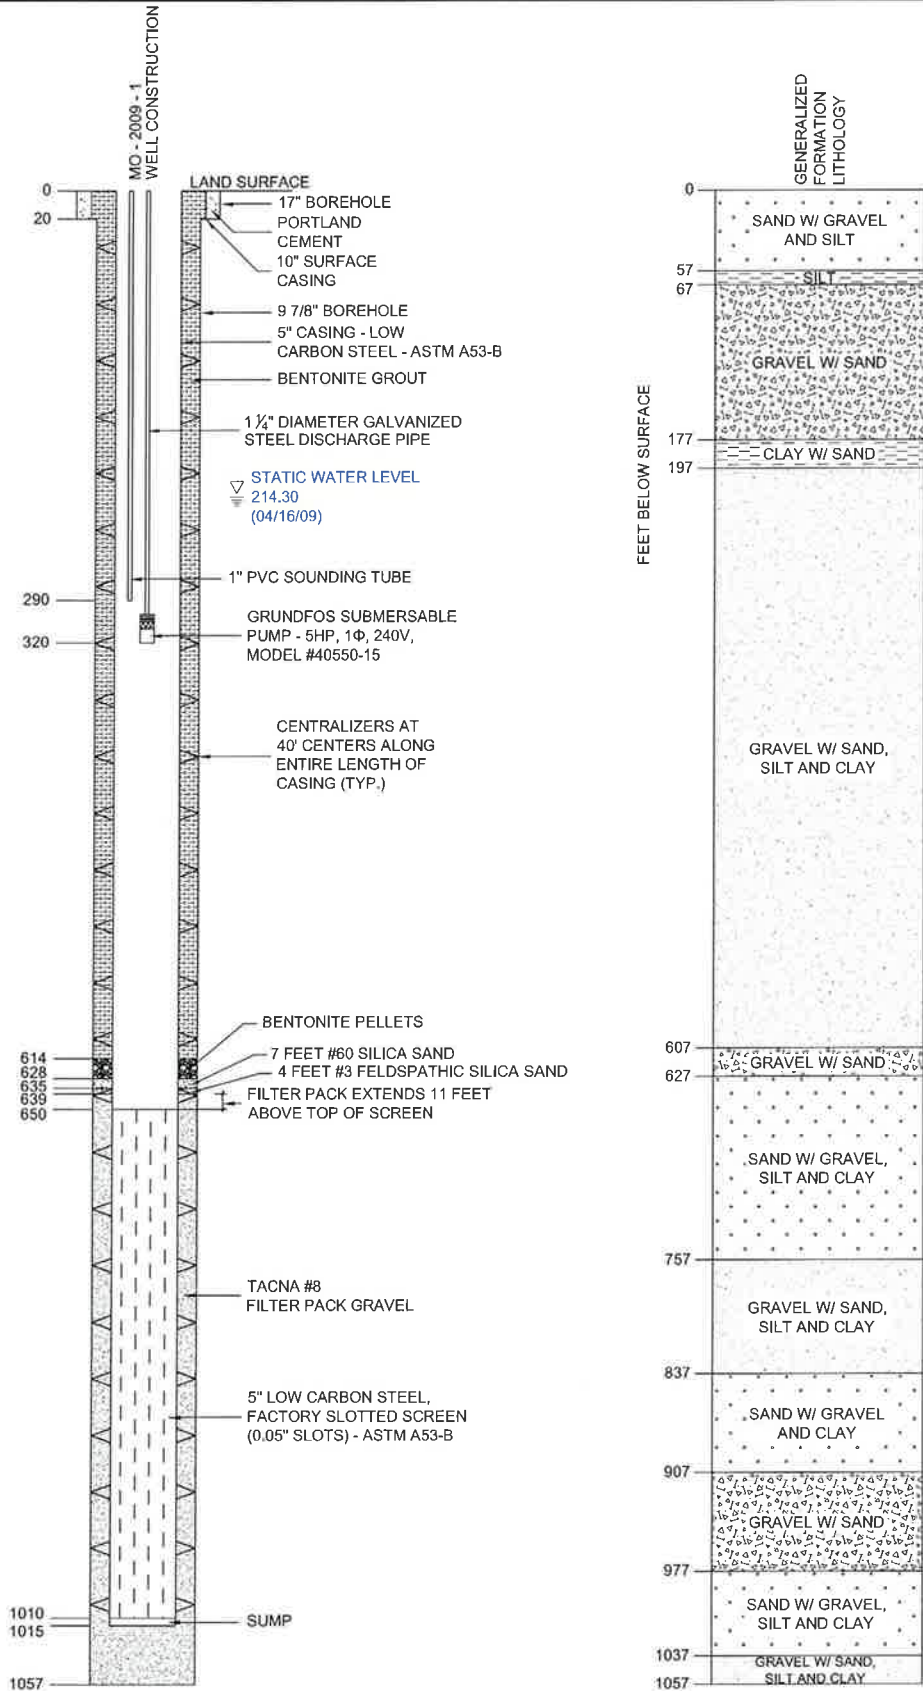 MO - 2009 - 1
WELL CONSTRUCTION
LAND SURFACE
0
20
17" BOREHOLE
PORTLAND
CEMENT
10" SURFACE
CASING
9 7/8" BOREHOLE
5" CASING - LOW
CARBON STEEL - ASTM A53-B
BENTONITE GROUT
1 ¼" DIAMETER GALVANIZED
STEEL DISCHARGE PIPE
STATIC WATER LEVEL
214.30
(04/16/09)
1" PVC SOUNDING TUBE
290
GRUNDFOS SUBMERSABLE
PUMP - 5HP, 1Φ, 240V,
MODEL #40550-15
320
CENTRALIZERS AT
40' CENTERS ALONG
ENTIRE LENGTH OF
CASING (TYP.)
BENTONITE PELLETS
614
628
635
639
650
7 FEET #60 SILICA SAND
4 FEET #3 FELDSPATHIC SILICA SAND
FILTER PACK EXTENDS 11 FEET
ABOVE TOP OF SCREEN
TACNA #8
FILTER PACK GRAVEL
5" LOW CARBON STEEL,
FACTORY SLOTTED SCREEN
(0.05" SLOTS) - ASTM A53-B
1010
1015
SUMP
1057
GENERALIZED
FORMATION
LITHOLOGY
FEET BELOW SURFACE
0
SAND W/ GRAVEL
AND SILT
57
SILT
67
GRAVEL W/ SAND
177
CLAY W/ SAND
197
GRAVEL W/ SAND,
SILT AND CLAY
607
GRAVEL W/ SAND
627
SAND W/ GRAVEL,
SILT AND CLAY
757
GRAVEL W/ SAND,
SILT AND CLAY
837
SAND W/ GRAVEL
AND CLAY
907
GRAVEL W/ SAND
977
SAND W/ GRAVEL,
SILT AND CLAY
1037
GRAVEL W/ SAND,
SILT AND CLAY
1057